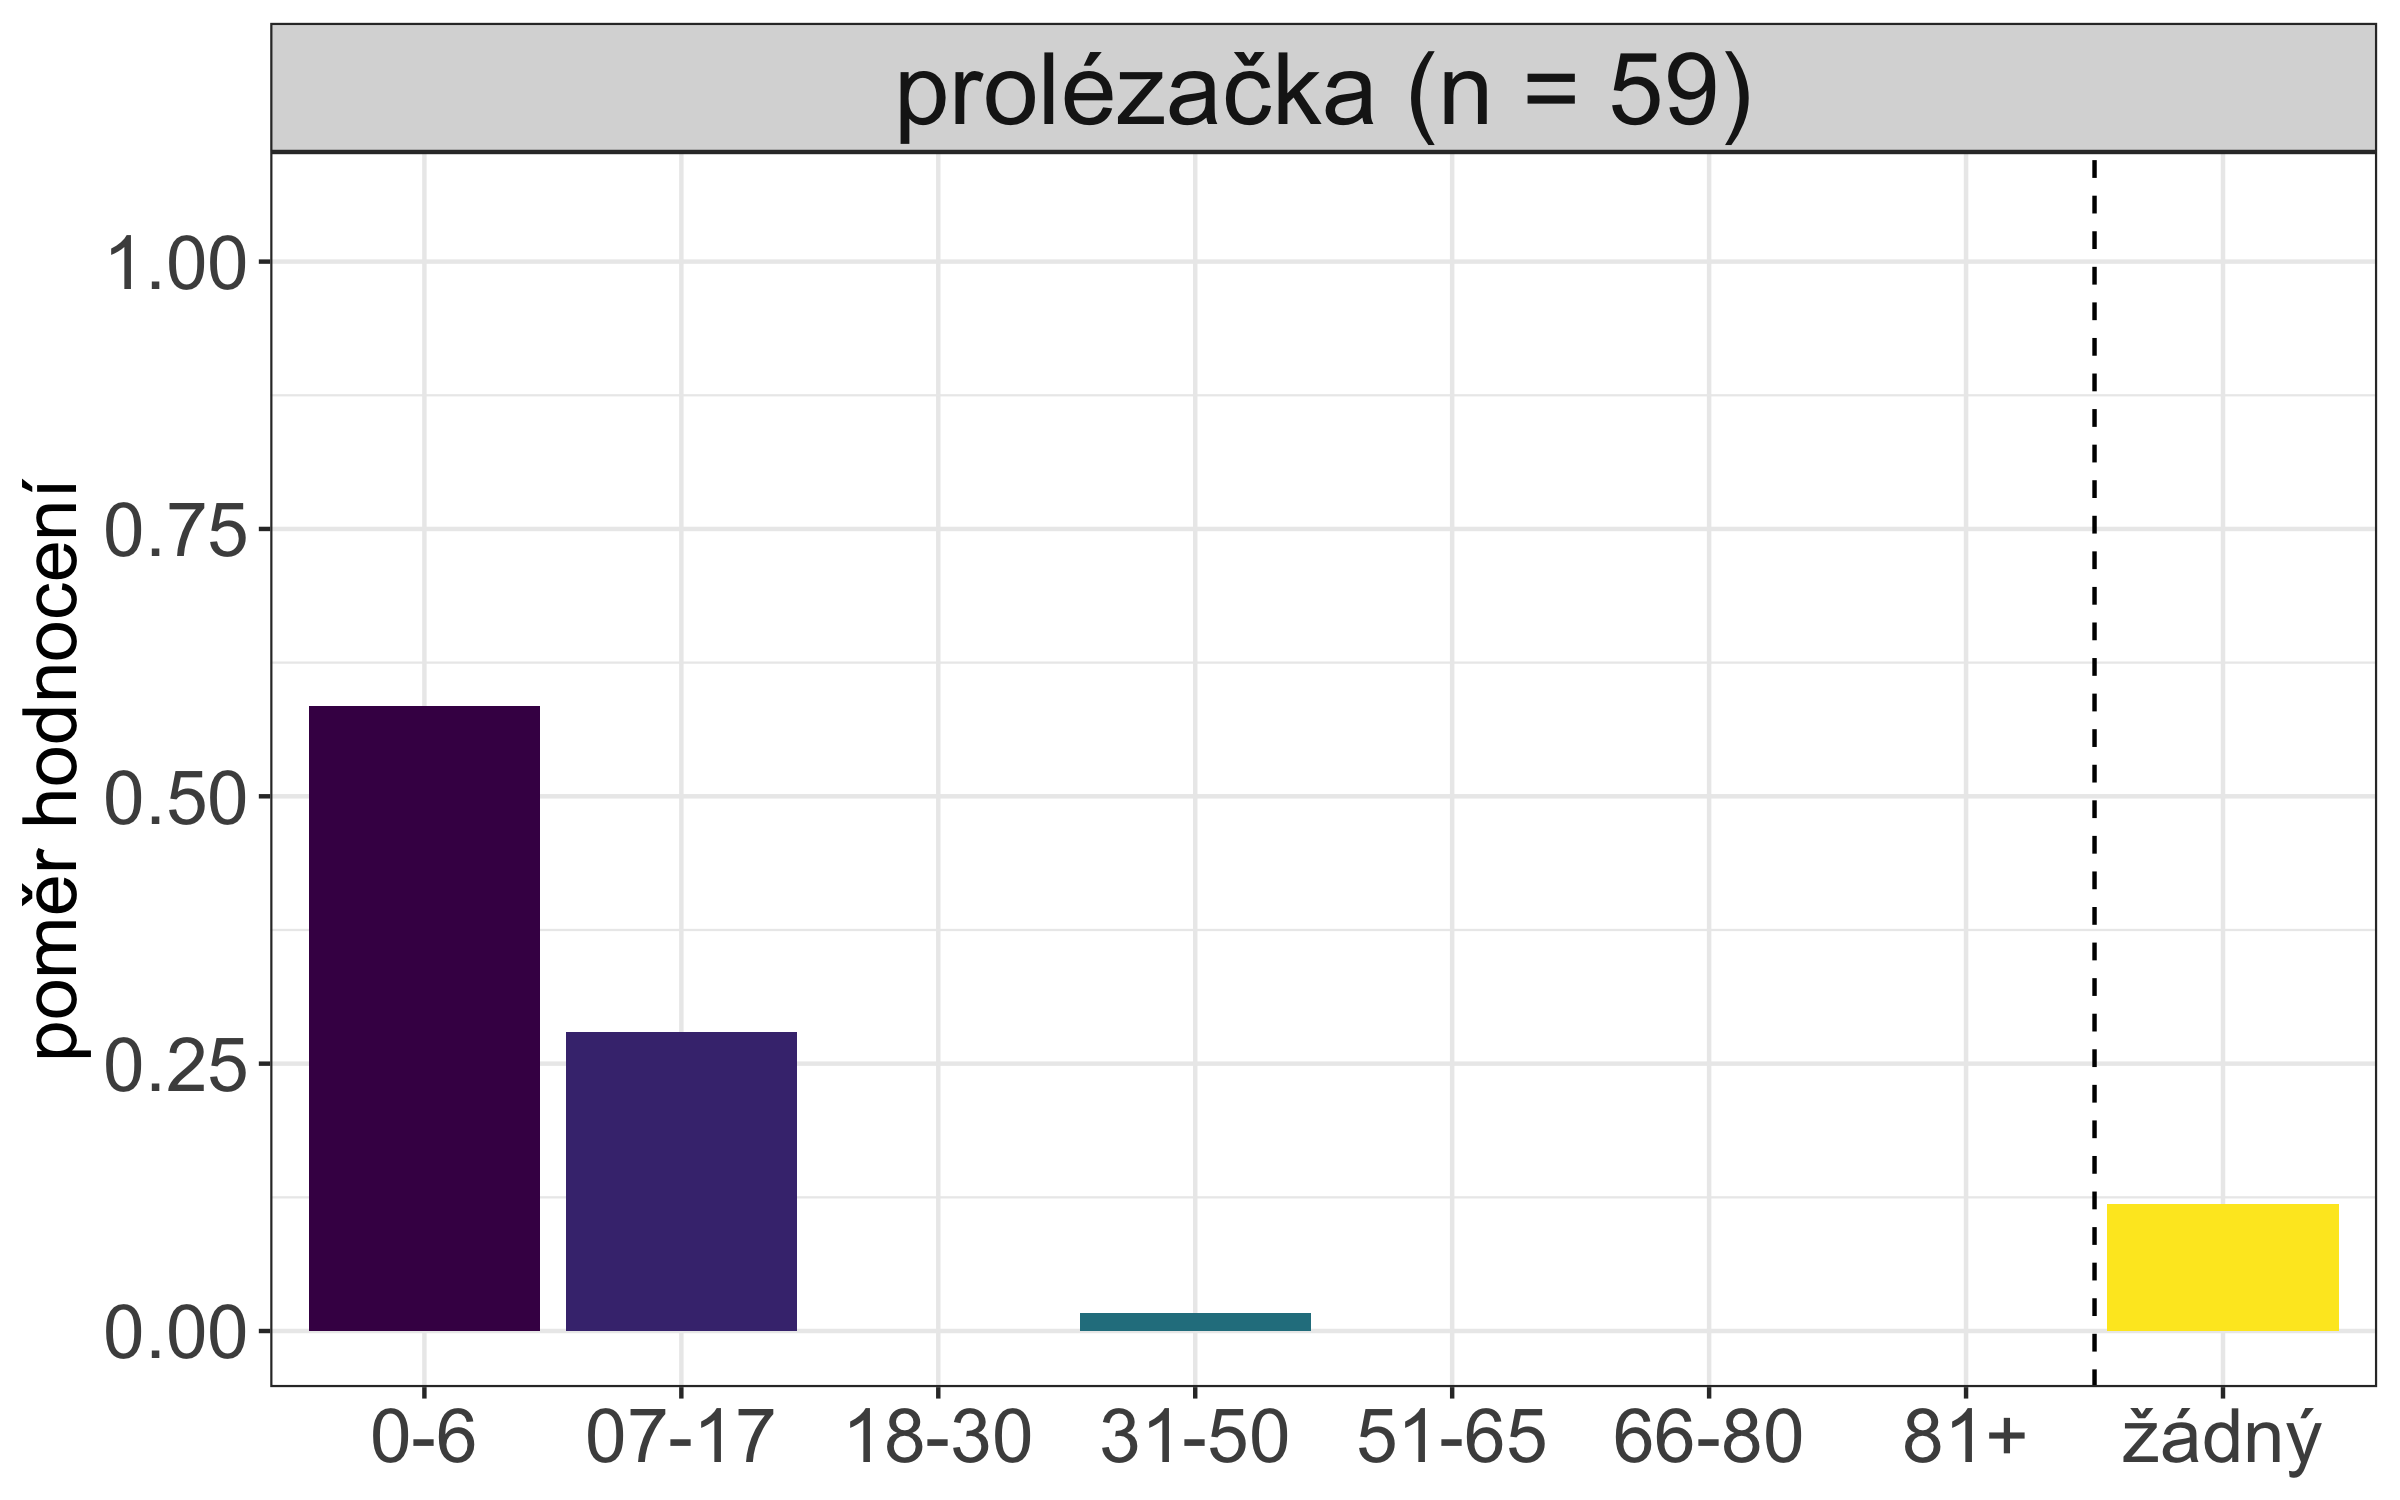 prolézačka (n = 59)
poměr hodnocení
1.00
0.75
0.50
0.25
0.00
0-6 07-17 18-30 31-50 51-65 66-80 81+ žádný